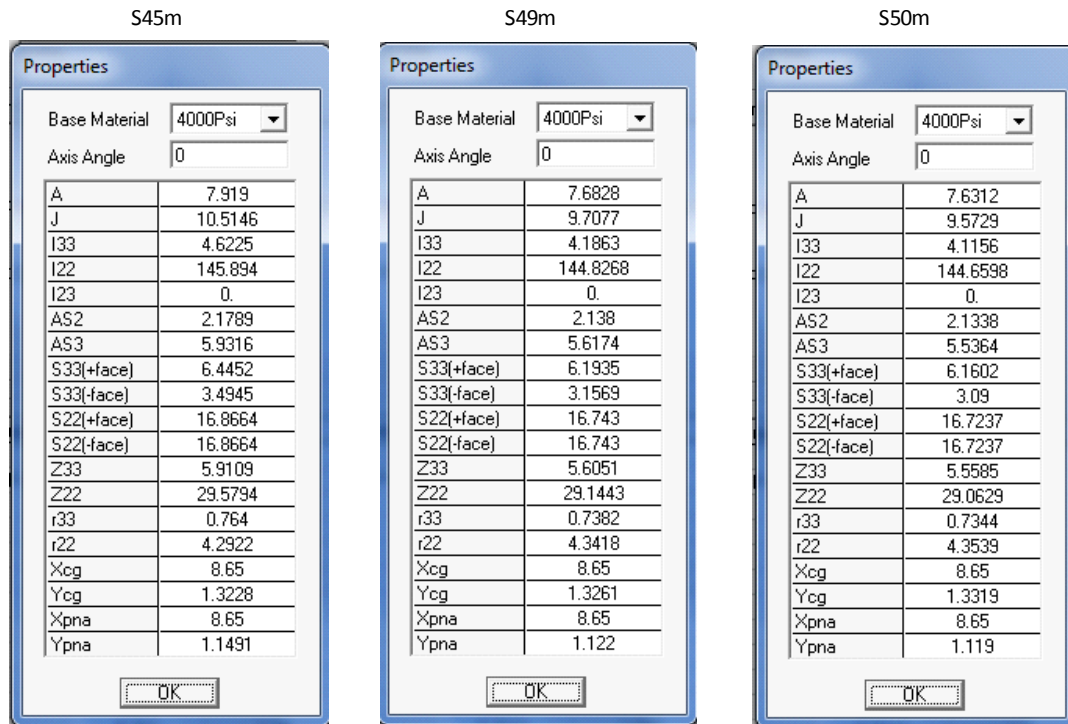 S45m
Properties
Base Material 4000Psi
Axis Angle 0
A 7.919
J 10.5146
I33 4.6225
I22 145.894
I23 0.
AS2 2.1789
AS3 5.9316
S33(+face) 6.4452
S33(-face) 3.4945
S22(+face) 16.8664
S22(-face) 16.8664
Z33 5.9109
Z22 29.5794
r33 0.764
r22 4.2922
Xcg 8.65
Ycg 1.3228
Xpna 8.65
Ypna 1.1491
OK
S49m
Properties
Base Material 4000Psi
Axis Angle 0
A 7.6828
J 9.7077
I33 4.1863
I22 144.8268
I23 0.
AS2 2.138
AS3 5.6174
S33(+face) 6.1935
S33(-face) 3.1569
S22(+face) 16.743
S22(-face) 16.743
Z33 5.6051
Z22 29.1443
r33 0.7382
r22 4.3418
Xcg 8.65
Ycg 1.3261
Xpna 8.65
Ypna 1.122
OK
S50m
Properties
Base Material 4000Psi
Axis Angle 0
A 7.6312
J 9.5729
I33 4.1156
I22 144.6598
I23 0.
AS2 2.1338
AS3 5.5364
S33(+face) 6.1602
S33(-face) 3.09
S22(+face) 16.7237
S22(-face) 16.7237
Z33 5.5585
Z22 29.0629
r33 0.7344
r22 4.3539
Xcg 8.65
Ycg 1.3319
Xpna 8.65
Ypna 1.119
OK